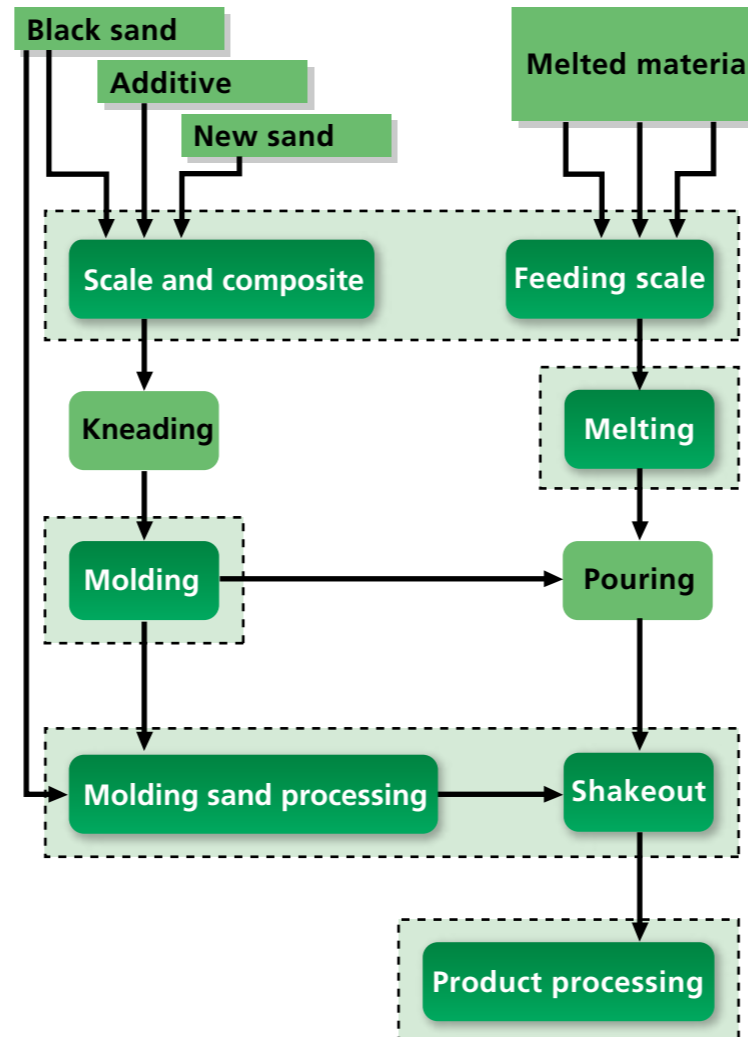 Black sand
Additive
New sand
Melted materia
Scale and composite
Feeding scale
Kneading
Melting
Molding
Pouring
Molding sand processing
Shakeout
Product processing